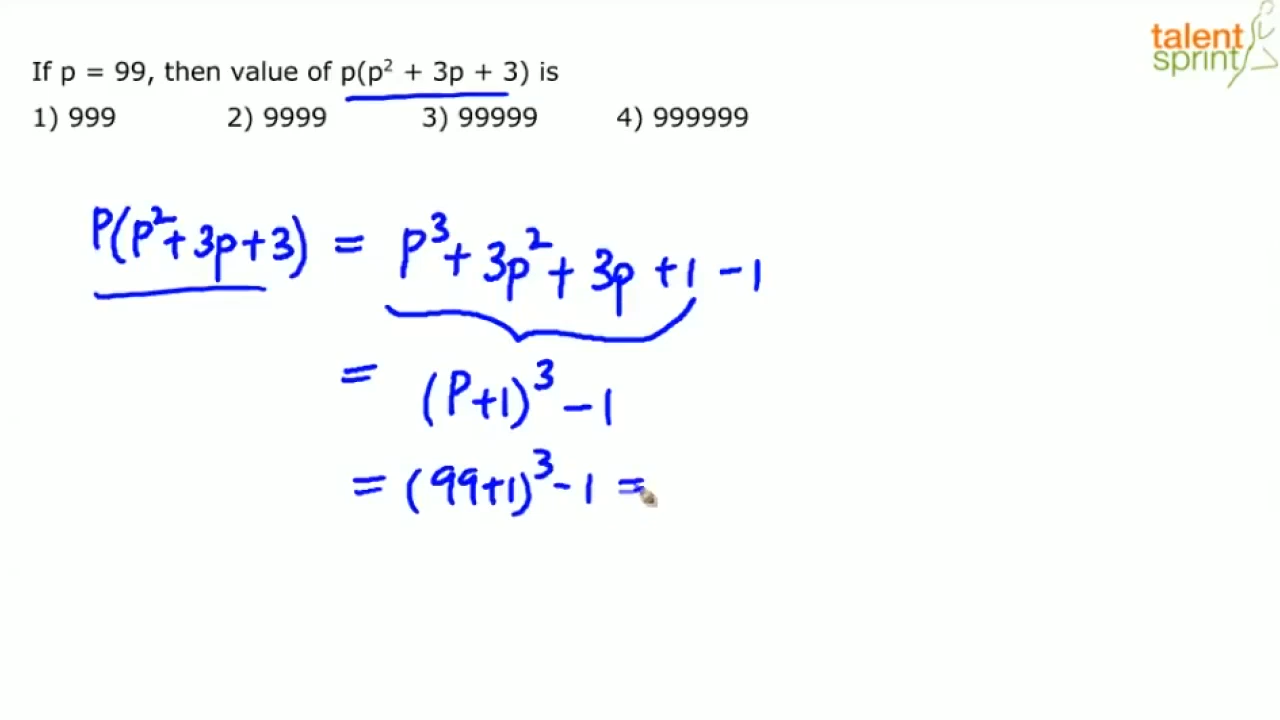 talent
sprint
If p = 99, then value of p(p² + 3p + 3) is
1) 999 2) 9999 3) 99999 4) 999999
P(p²+3p+3) = p³+3p²+3p+1-1
= (P+1)³-1
= (99+1)³-1 =